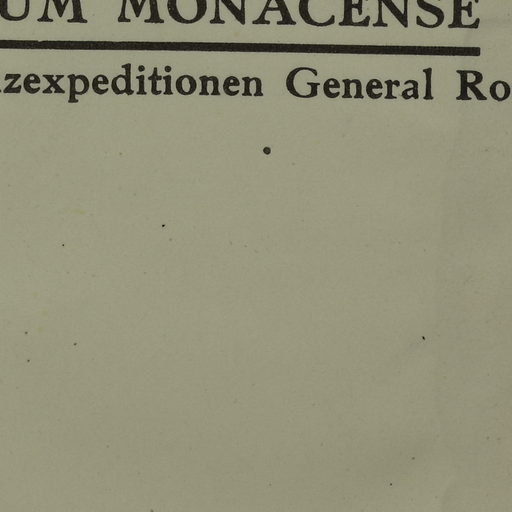 UM MONACENSE
zexpeditionen General Ro